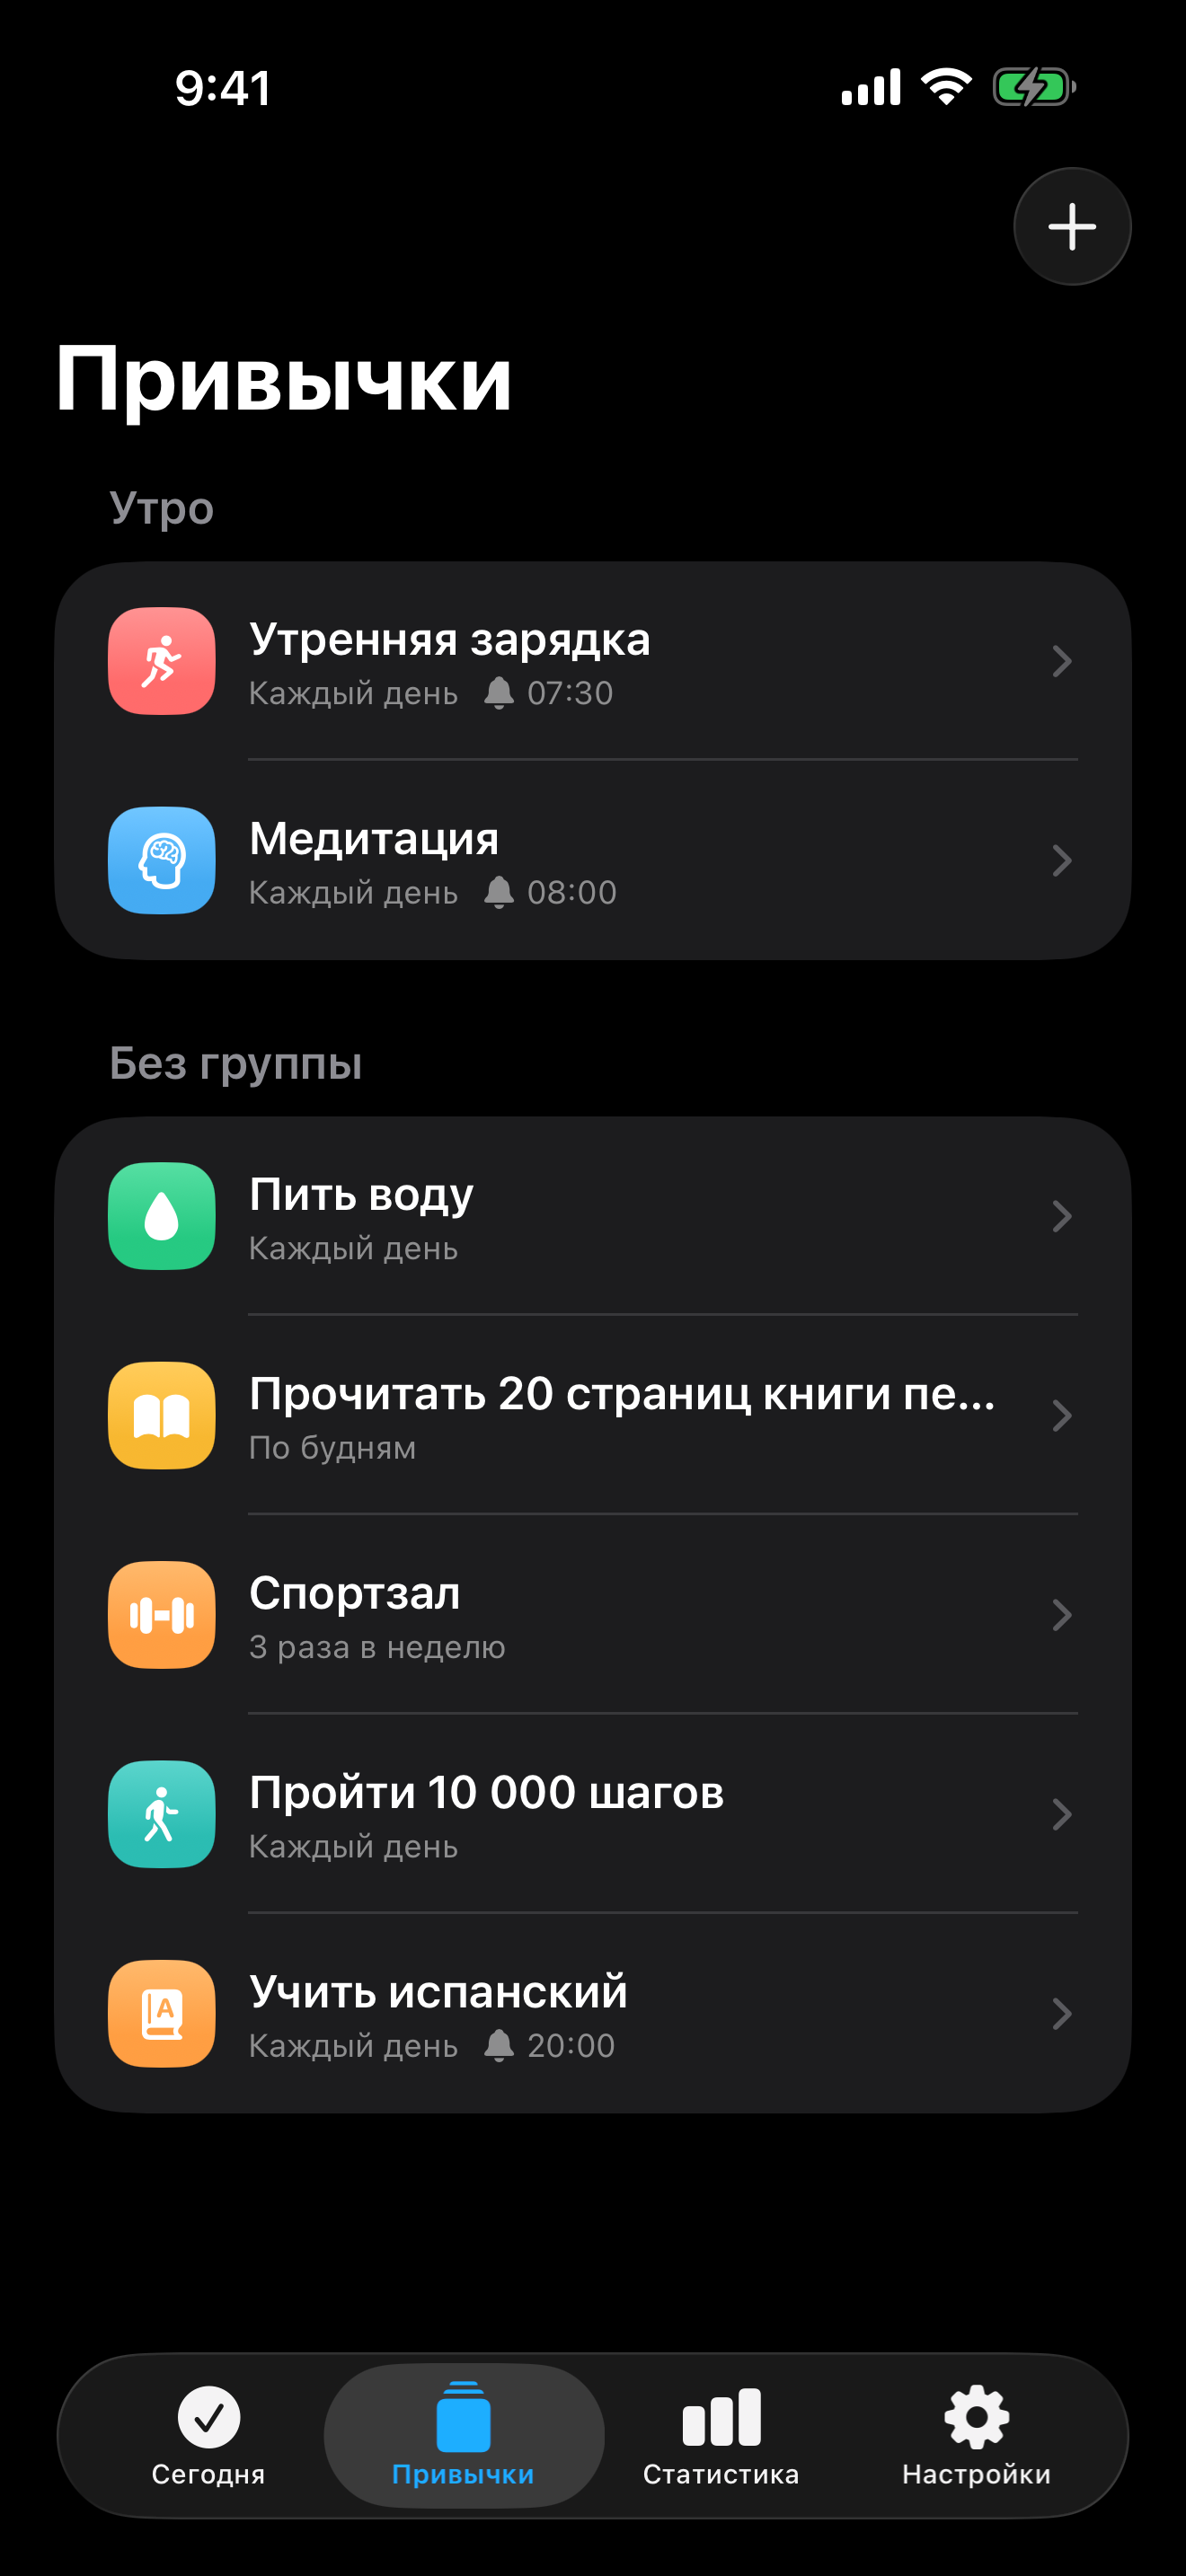 9:41
Привычки
Утро
Утренняя зарядка
Каждый день 07:30
Медитация
Каждый день 08:00
Без группы
Пить воду
Каждый день
Прочитать 20 страниц книги пе...
По будням
Спортзал
3 раза в неделю
Пройти 10 000 шагов
Каждый день
A
Учить испанский
Каждый день 20:00
Сегодня Привычки Статистика Настройки